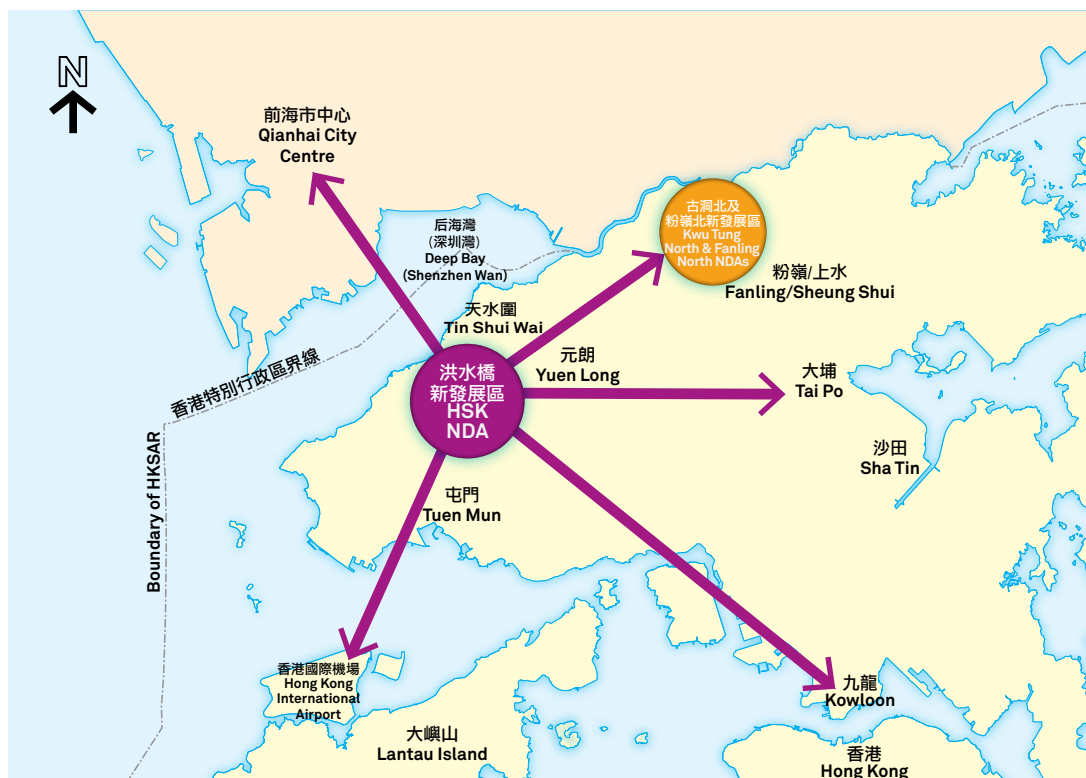 N
前海市中心
Qianhai City
Centre
后海灣
(深圳灣)
Deep Bay
(Shenzhen Wan)
古洞北及
粉嶺北新發展區
Kwu Tung
North & Fanling
North NDAs
粉嶺/上水
Fanling/Sheung Shui
天水圍
Tin Shui Wai
元朗
Yuen Long
香港特別行政區界線
洪水橋
新發展區
HSK
NDA
大埔
Tai Po
沙田
Sha Tin
屯門
Tuen Mun
Boundary of HKSAR
香港國際機場
Hong Kong
International
Airport
九龍
Kowloon
大嶼山
Lantau Island
香港
Hong Kong